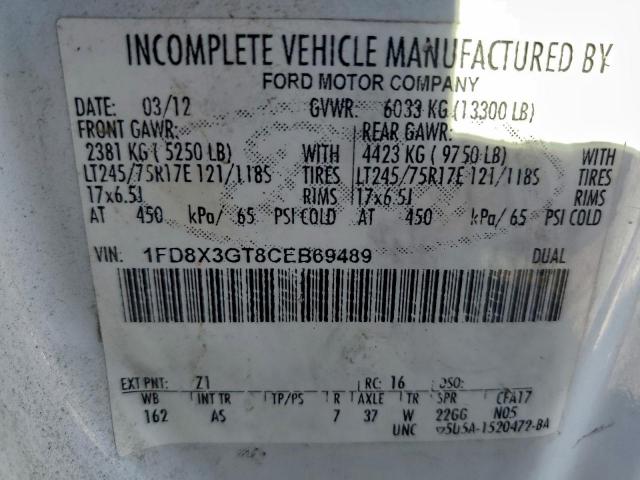 INCOMPLETE VEHICLE MANUFACTURED BY
FORD MOTOR COMPANY
DATE: 03/12 GVWR: 6033 KG (13300 LB)
FRONT GAWR: REAR GAWR:
2381 KG (5250 LB) WITH 4423 KG (9750 LB) WITH
LT245/75R17E 121/118S TIRES LT245/75R17E 121/118S TIRES
17x6.5J RIMS 17x6.5J RIMS
AT 450 kPa/ 65 PSI COLD AT 450 kPa/ 65 PSI COLD
VIN: 1FD8X3GT8CEB69489 DUAL
EXT PNT: Z1 RC: 16 DSO:
WB INT TR TP/PS R AXLE TR SPR CFA17
162 AS 7 37 W 22GG N05
UNC 5U5A-1520472-BA